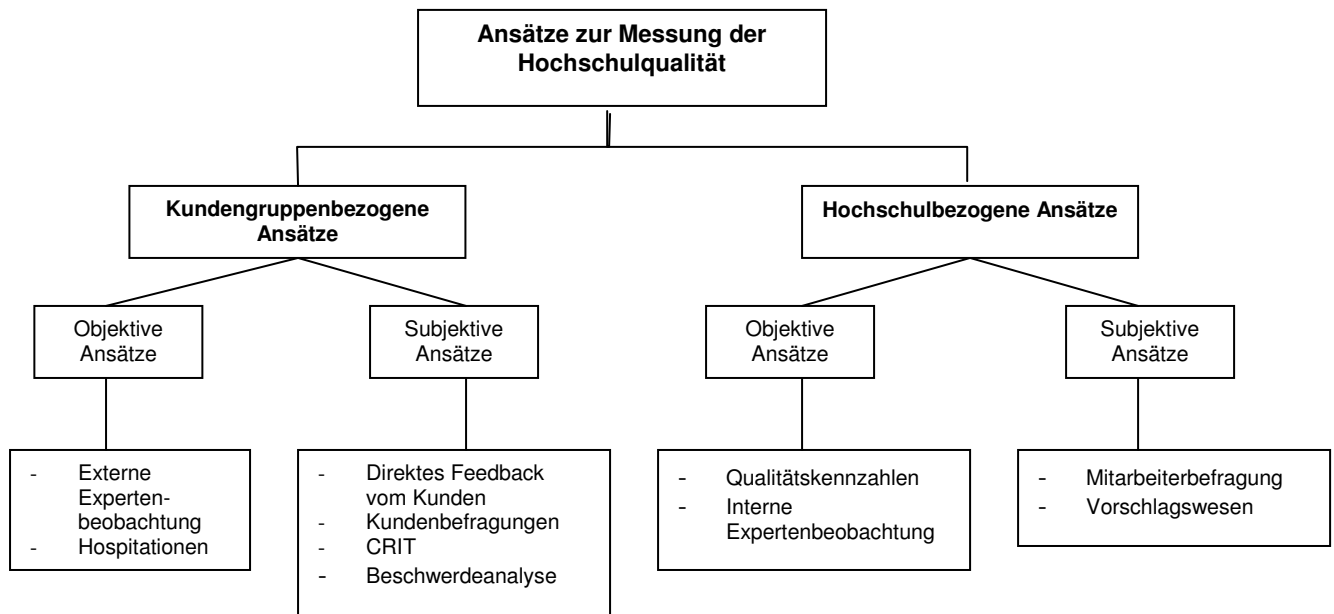 Ansätze zur Messung der
Hochschulqualität
Kundengruppenbezogene
Ansätze
Hochschulbezogene Ansätze
Objektive
Ansätze
Subjektive
Ansätze
Objektive
Ansätze
Subjektive
Ansätze
- Externe
Experten-
beobachtung
- Hospitationen
- Direktes Feedback
vom Kunden
- Kundenbefragungen
- CRIT
- Beschwerdeanalyse
- Qualitätskennzahlen
- Interne
Expertenbeobachtung
- Mitarbeiterbefragung
- Vorschlagswesen